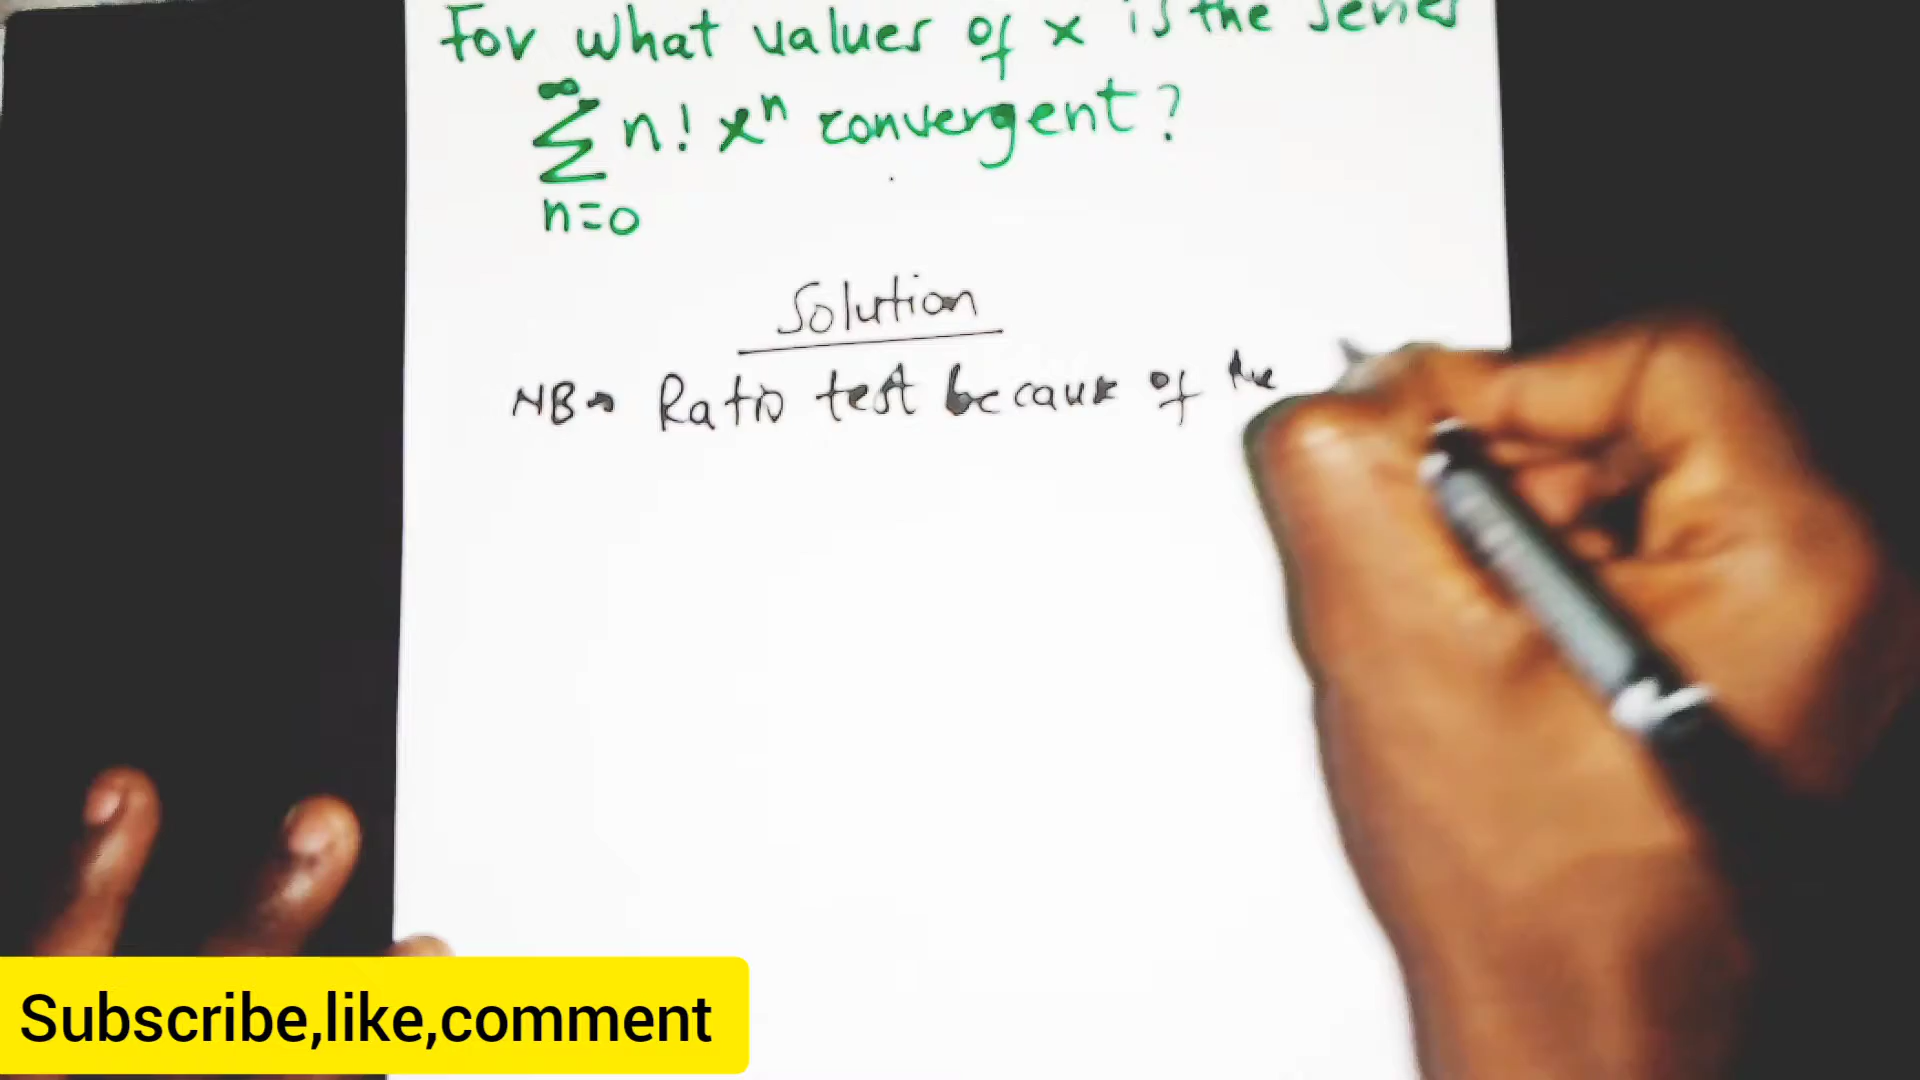 For what values of x is the series
∞
∑ n! xⁿ convergent?
n=0
Solution
NB→ Ratio test because of the
Subscribe,like,comment